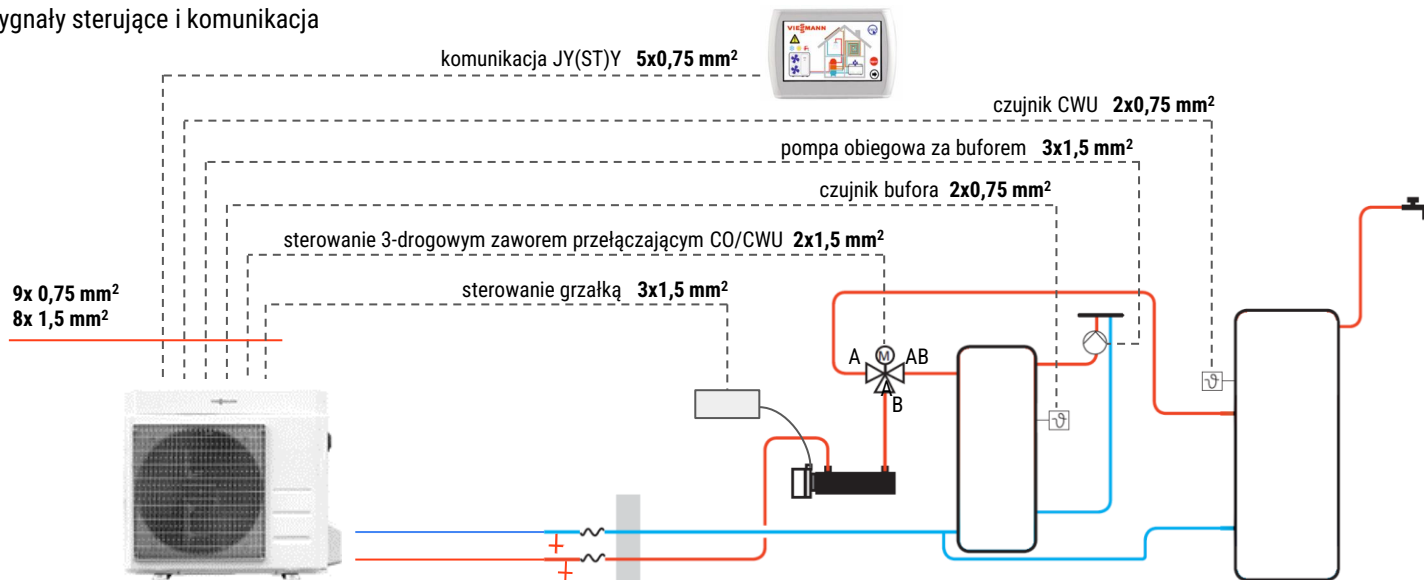 ygnały sterujące i komunikacja
komunikacja JY(ST)Y 5x0,75 mm²
VIESMANN
czujnik CWU 2x0,75 mm²
pompa obiegowa za buforem 3x1,5 mm²
czujnik bufora 2x0,75 mm²
sterowanie 3-drogowym zaworem przełączającym CO/CWU 2x1,5 mm²
sterowanie grzałką 3x1,5 mm²
9x 0,75 mm²
8x 1,5 mm²
A M AB
A
B
ϑ
ϑ